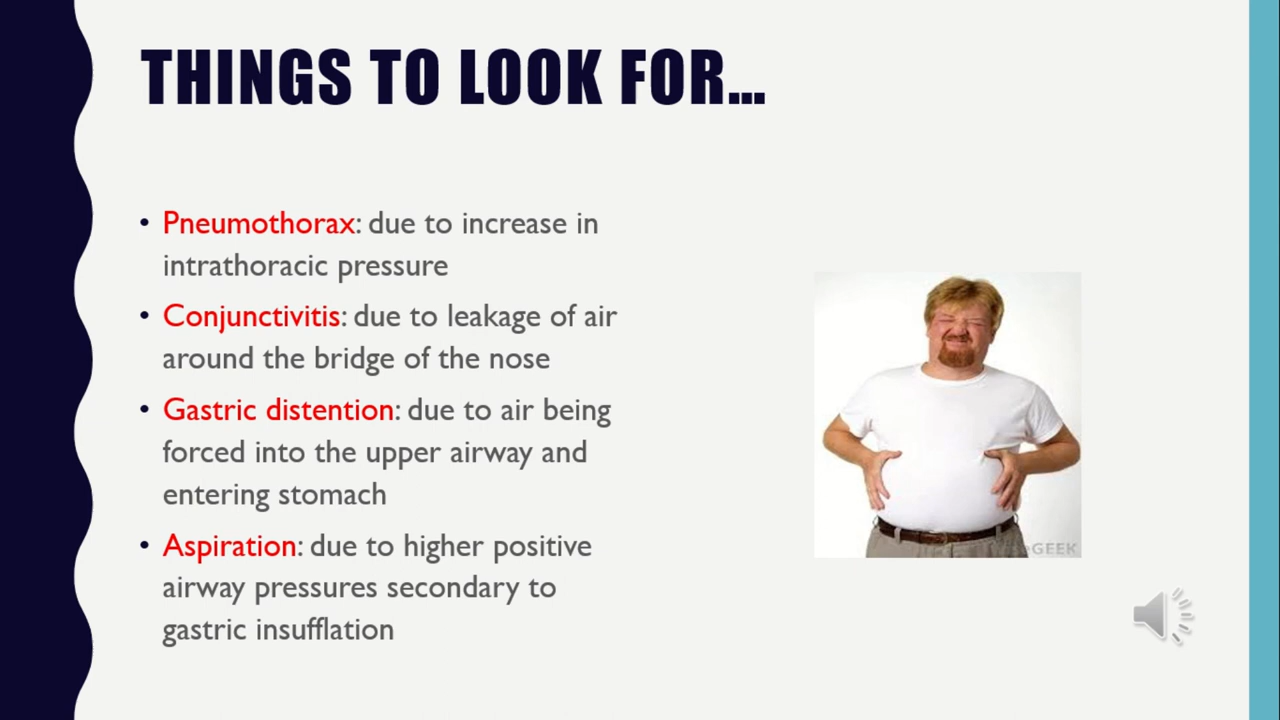 THINGS TO LOOK FOR...
• Pneumothorax: due to increase in
intrathoracic pressure
• Conjunctivitis: due to leakage of air
around the bridge of the nose
• Gastric distention: due to air being
forced into the upper airway and
entering stomach
• Aspiration: due to higher positive
airway pressures secondary to
gastric insufflation
GEEK